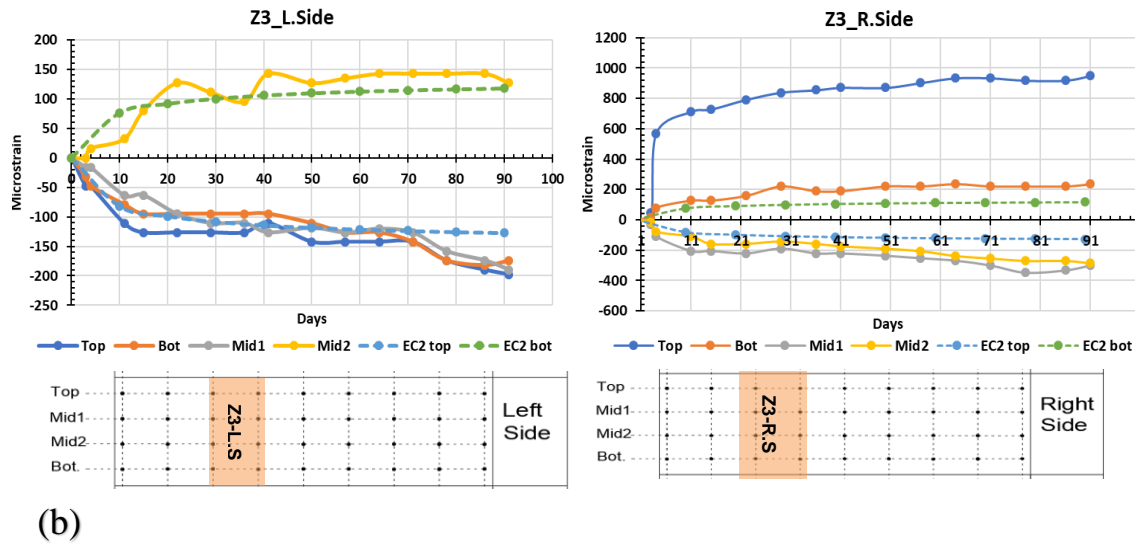 Z3_L.Side
200
150
100
50
0
-50
-100
-150
-200
-250
0 10 20 30 40 50 60 70 80 90 100
Microstrain
Days
Top Bot Mid1 Mid2 EC2 top EC2 bot
Top
Mid1
Mid2
Bot.
Z3-L.S
Left
Side
Z3_R.Side
1200
1000
800
600
400
200
0
-200
-400
-600
1 11 21 31 41 51 61 71 81 91
Microstrain
Days
Top Bot Mid1 Mid2 EC2 top EC2 bot
Top
Mid1
Mid2
Bot.
Z3-R.S
Right
Side
(b)